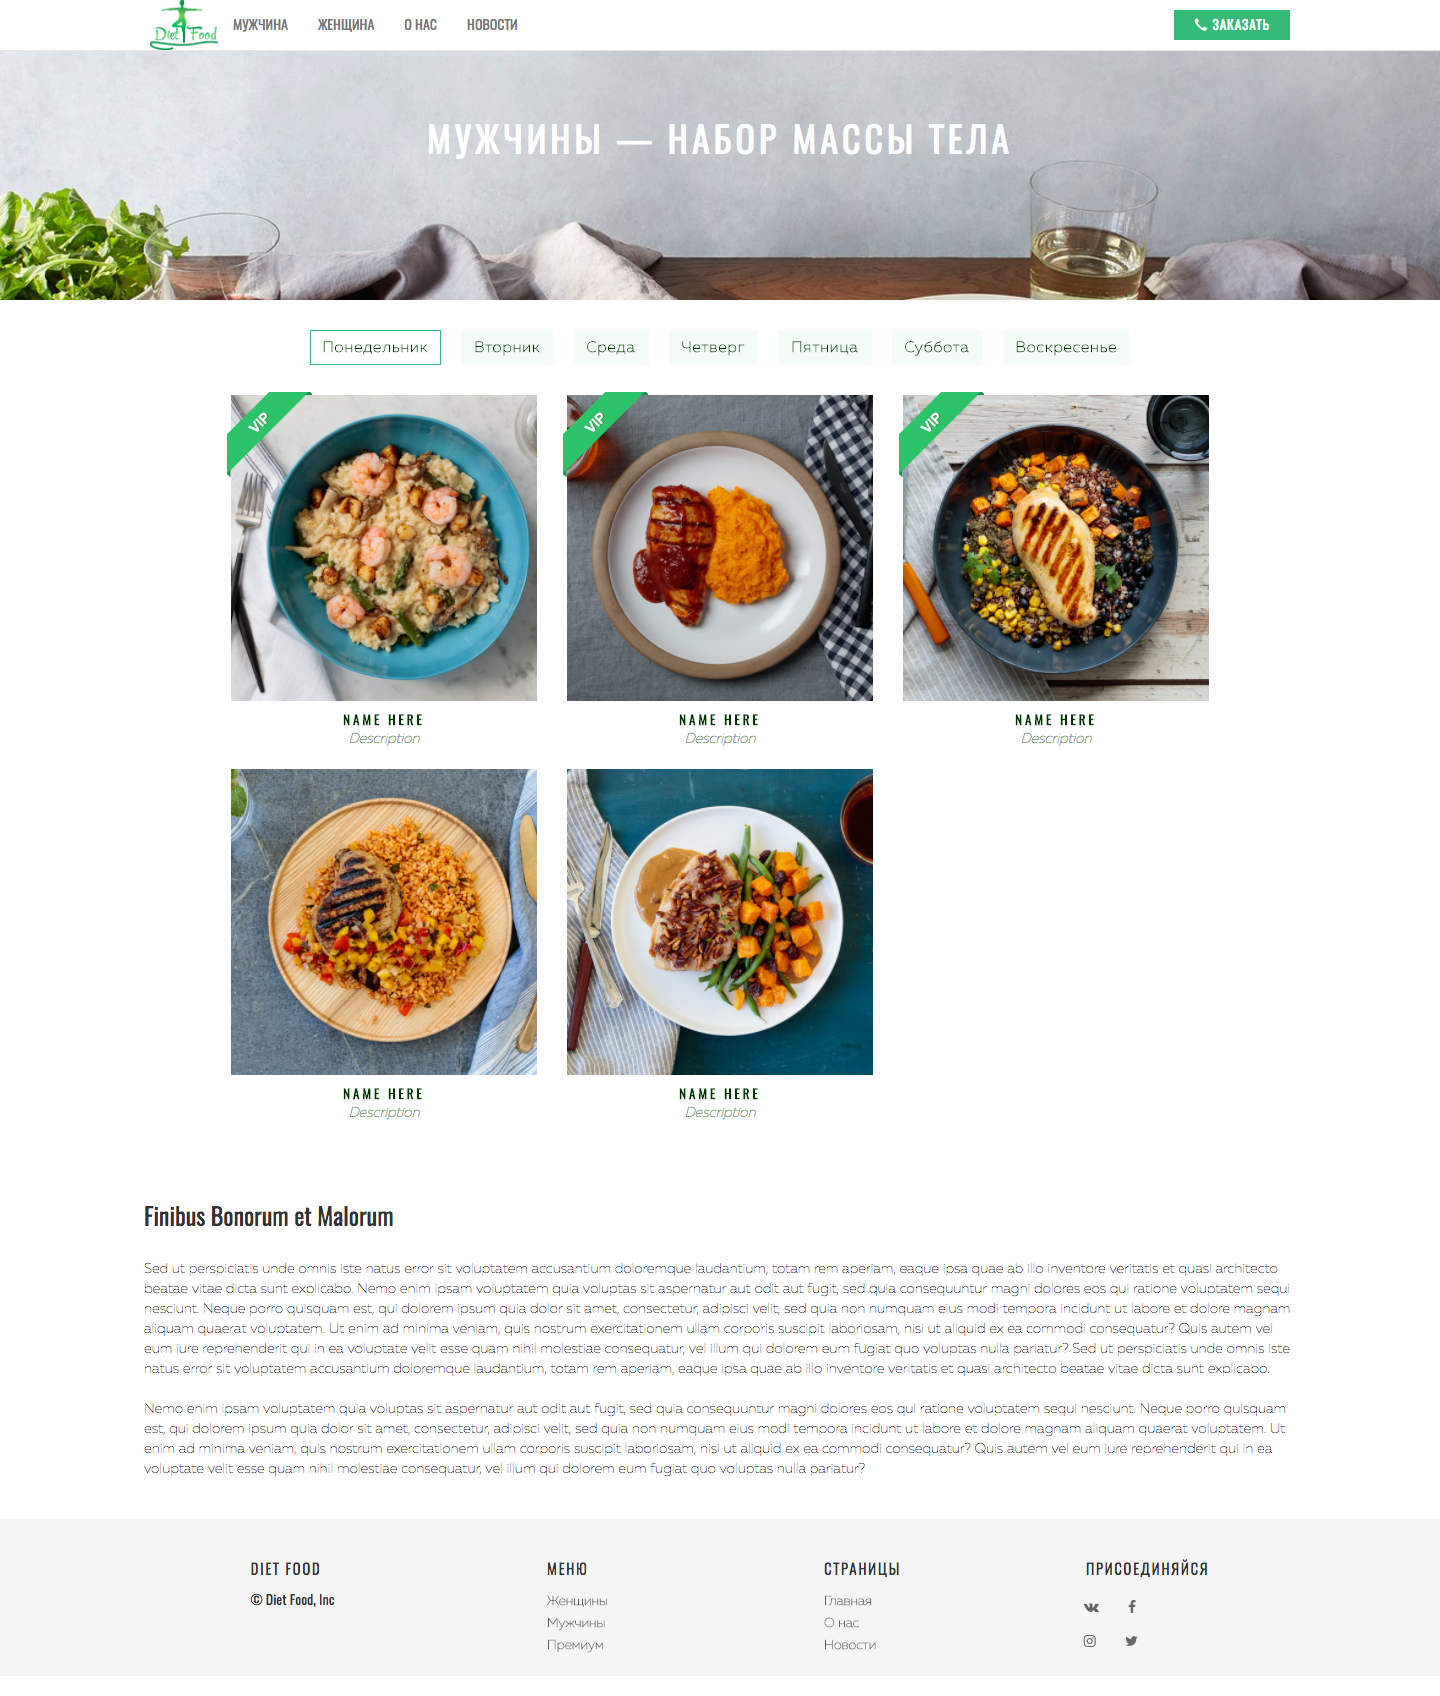 Diet Food
МУЖЧИНА ЖЕНЩИНА О НАС НОВОСТИ ЗАКАЗАТЬ
МУЖЧИНЫ — НАБОР МАССЫ ТЕЛА
Понедельник Вторник Среда Четверг Пятница Суббота Воскресенье
VIP VIP VIP
NAME HERE NAME HERE NAME HERE
Description Description Description
NAME HERE NAME HERE
Description Description
Finibus Bonorum et Malorum
Sed ut perspiciatis unde omnis iste natus error sit voluptatem accusantium doloremque laudantium, totam rem aperiam, eaque ipsa quae ab illo inventore veritatis et quasi architecto
beatae vitae dicta sunt explicabo. Nemo enim ipsam voluptatem quia voluptas sit aspernatur aut odit aut fugit, sed quia consequuntur magni dolores eos qui ratione voluptatem sequi
nesciunt. Neque porro quisquam est, qui dolorem ipsum quia dolor sit amet, consectetur, adipisci velit, sed quia non numquam eius modi tempora incidunt ut labore et dolore magnam
aliquam quaerat voluptatem. Ut enim ad minima veniam, quis nostrum exercitationem ullam corporis suscipit laboriosam, nisi ut aliquid ex ea commodi consequatur? Quis autem vel
eum iure reprehenderit qui in ea voluptate velit esse quam nihil molestiae consequatur, vel illum qui dolorem eum fugiat quo voluptas nulla pariatur? Sed ut perspiciatis unde omnis iste
natus error sit voluptatem accusantium doloremque laudantium, totam rem aperiam, eaque ipsa quae ab illo inventore veritatis et quasi architecto beatae vitae dicta sunt explicabo.
Nemo enim ipsam voluptatem quia voluptas sit aspernatur aut odit aut fugit, sed quia consequuntur magni dolores eos qui ratione voluptatem sequi nesciunt. Neque porro quisquam
est, qui dolorem ipsum quia dolor sit amet, consectetur, adipisci velit, sed quia non numquam eius modi tempora incidunt ut labore et dolore magnam aliquam quaerat voluptatem. Ut
enim ad minima veniam, quis nostrum exercitationem ullam corporis suscipit laboriosam, nisi ut aliquid ex ea commodi consequatur? Quis autem vel eum iure reprehenderit qui in ea
voluptate velit esse quam nihil molestiae consequatur, vel illum qui dolorem eum fugiat quo voluptas nulla pariatur?
DIET FOOD
© Diet Food, Inc
МЕНЮ
Женщины
Мужчины
Премиум
СТРАНИЦЫ
Главная
О нас
Новости
ПРИСОЕДИНЯЙСЯ